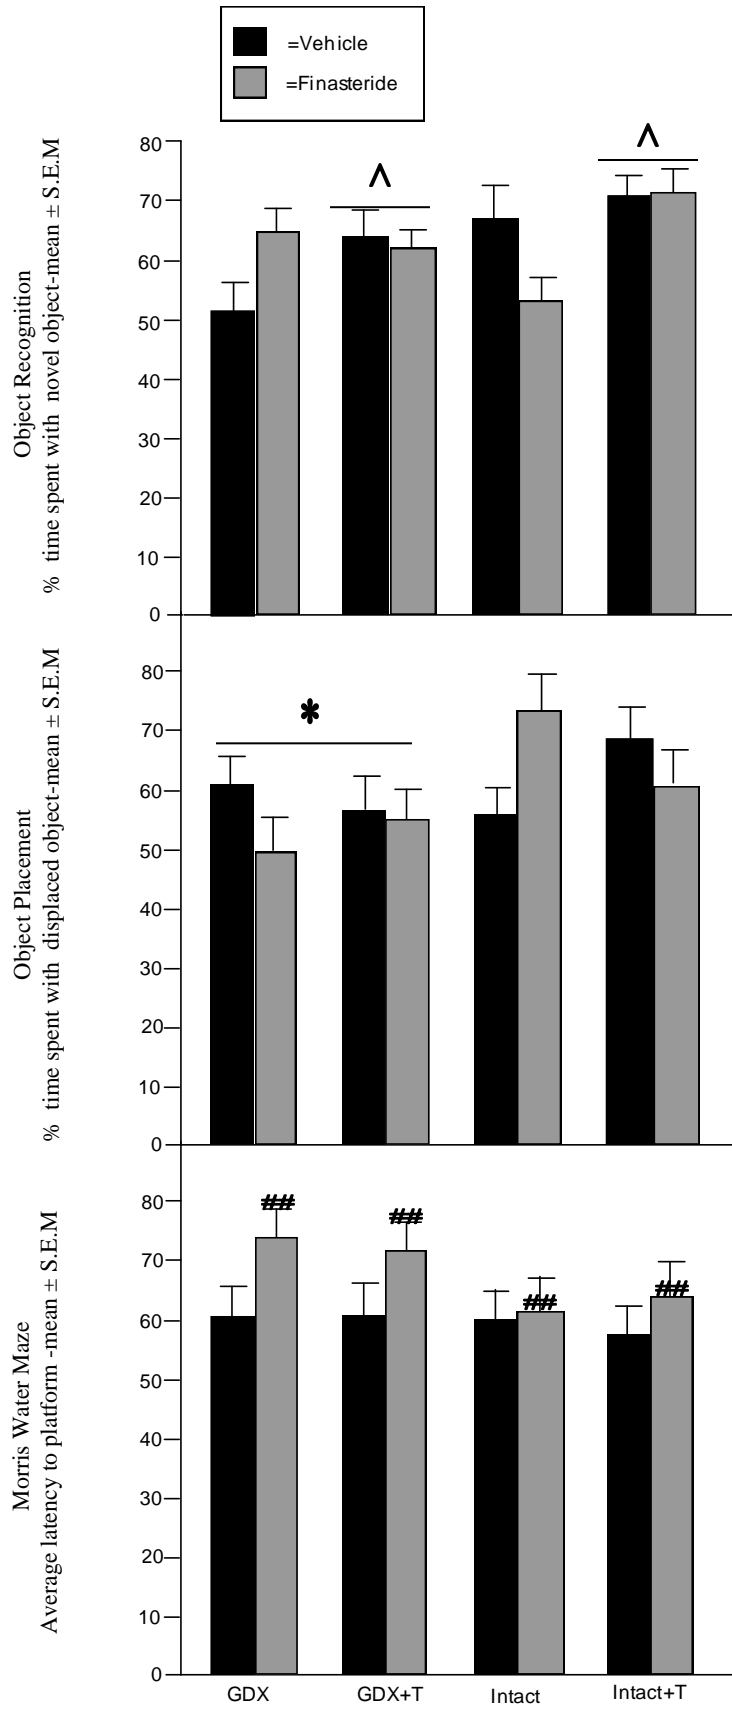 =Vehicle
=Finasteride
Object Recognition
% time spent with novel object-mean ± S.E.M
80
70
60
50
40
30
20
10
0
^
^
Object Placement
% time spent with displaced object-mean ± S.E.M
80
70
60
50
40
30
20
10
0
*
Morris Water Maze
Average latency to platform -mean ± S.E.M
80
70
60
50
40
30
20
10
0
##
##
##
##
GDX
GDX+T
Intact
Intact+T